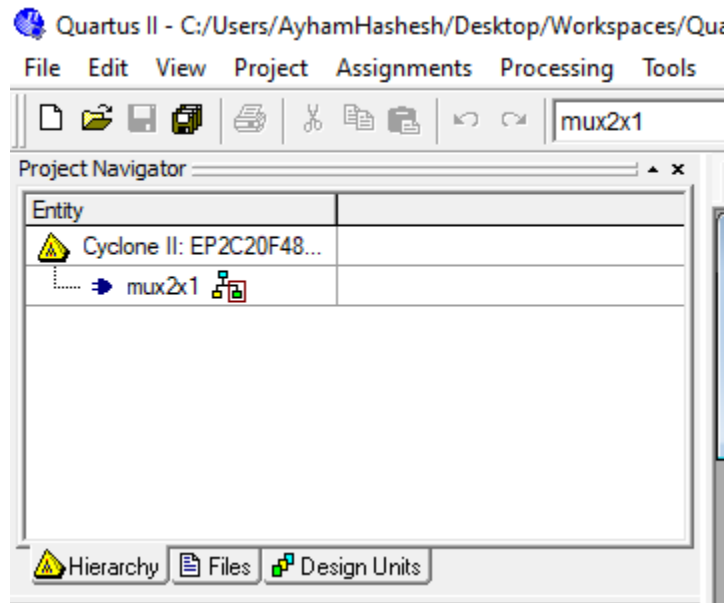 Quartus II - C:/Users/AyhamHashesh/Desktop/Workspaces/Qua
File Edit View Project Assignments Processing Tools
mux2x1
Project Navigator
Entity
Cyclone II: EP2C20F48...
mux2x1
Hierarchy Files Design Units